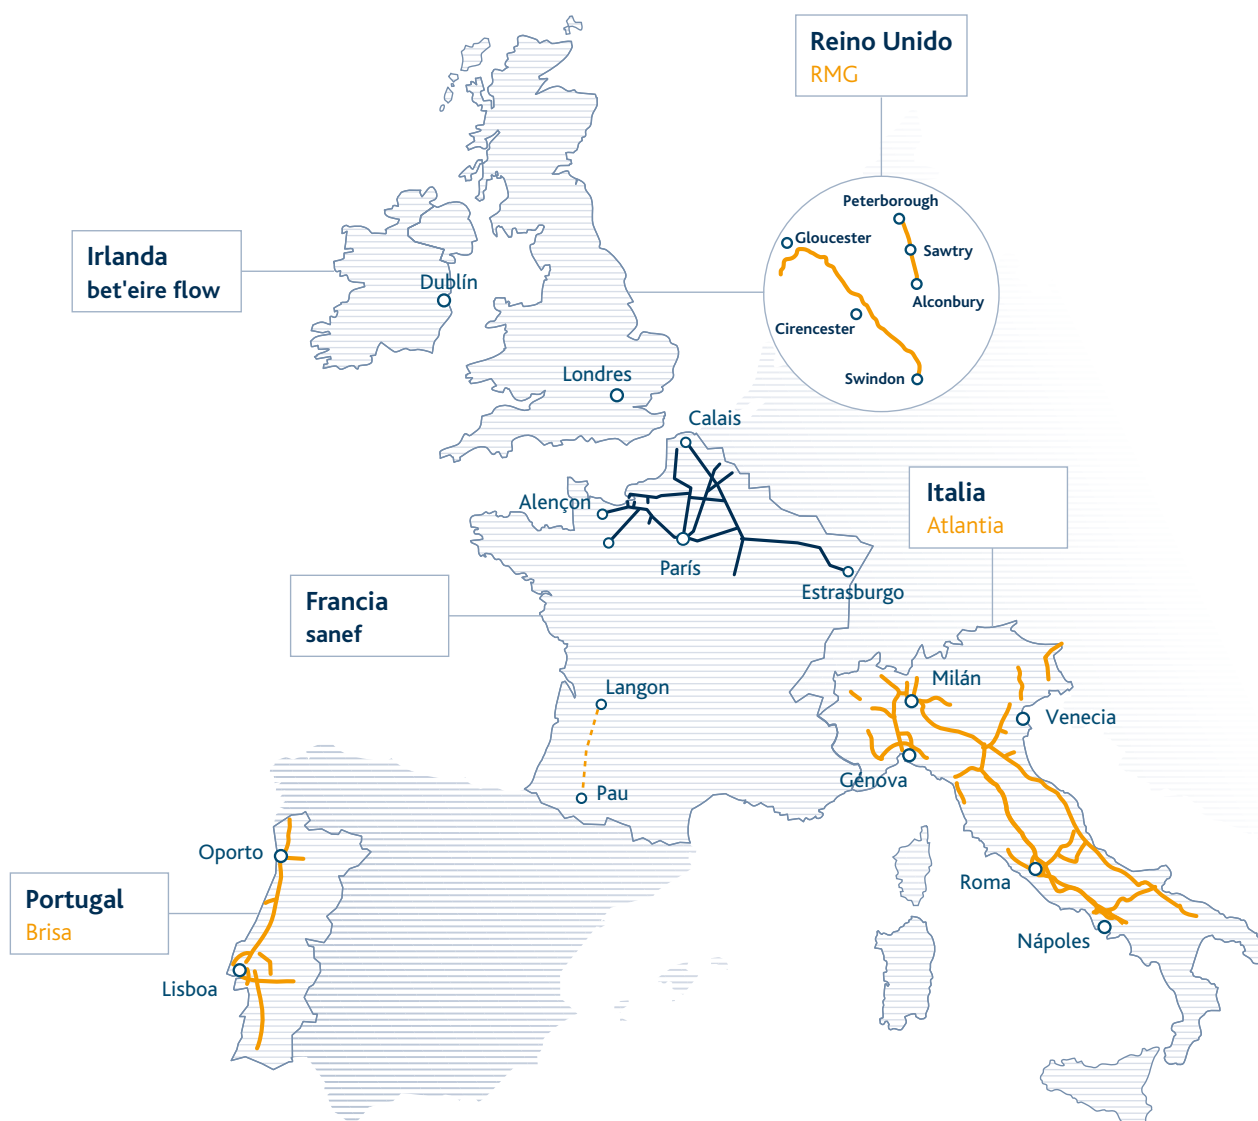 Reino Unido
RMG
Peterborough
Gloucester
Sawtry
Alconbury
Cirencester
Swindon
Irlanda
bet'eire flow
Dublín
Londres
Calais
Alençon
París
Estrasburgo
Italia
Atlantia
Francia
sanef
Langon
Pau
Milán
Venecia
Génova
Roma
Nápoles
Oporto
Portugal
Brisa
Lisboa